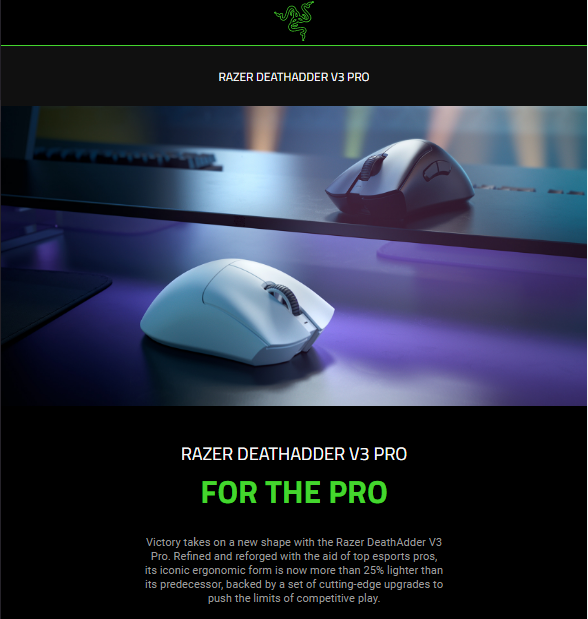 RAZER DEATHADDER V3 PRO
RAZER DEATHADDER V3 PRO
FOR THE PRO
Victory takes on a new shape with the Razer DeathAdder V3
Pro. Refined and reforged with the aid of top esports pros,
its iconic ergonomic form is now more than 25% lighter than
its predecessor, backed by a set of cutting-edge upgrades to
push the limits of competitive play.